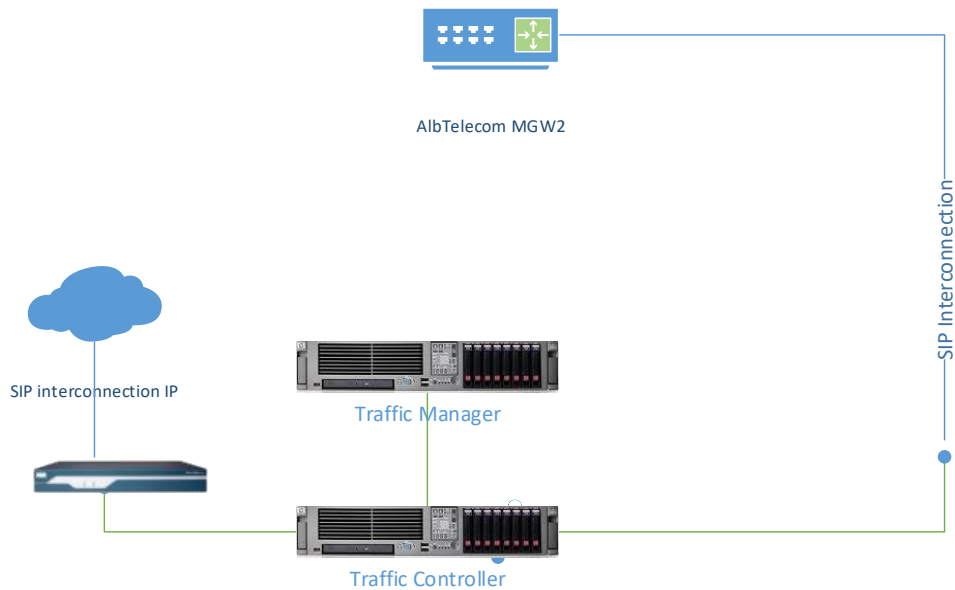 AlbTelecom MGW2
SIP Interconnection
SIP interconnection IP
Traffic Manager
Traffic Controller